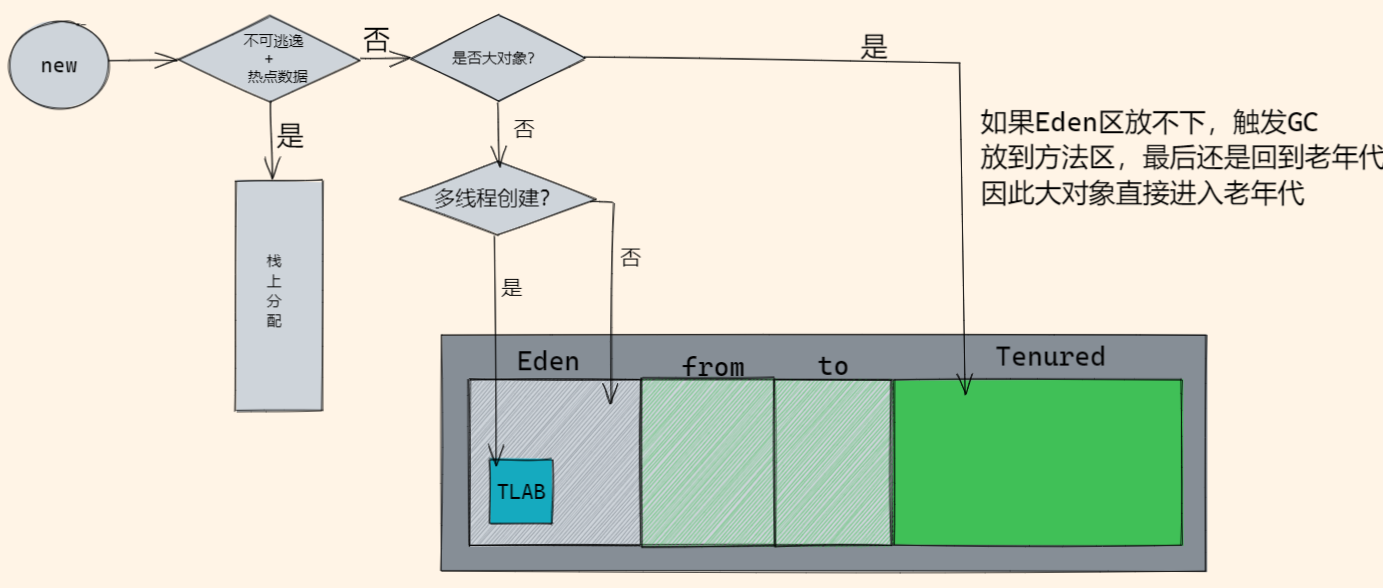 new
不可逃逸
+
热点数据
否
是否大对象?
是
是
否
如果Eden区放不下，触发GC
放到方法区，最后还是回到老年代
因此大对象直接进入老年代
多线程创建?
栈
上
分
配
否
是
Eden
from
to
Tenured
TLAB